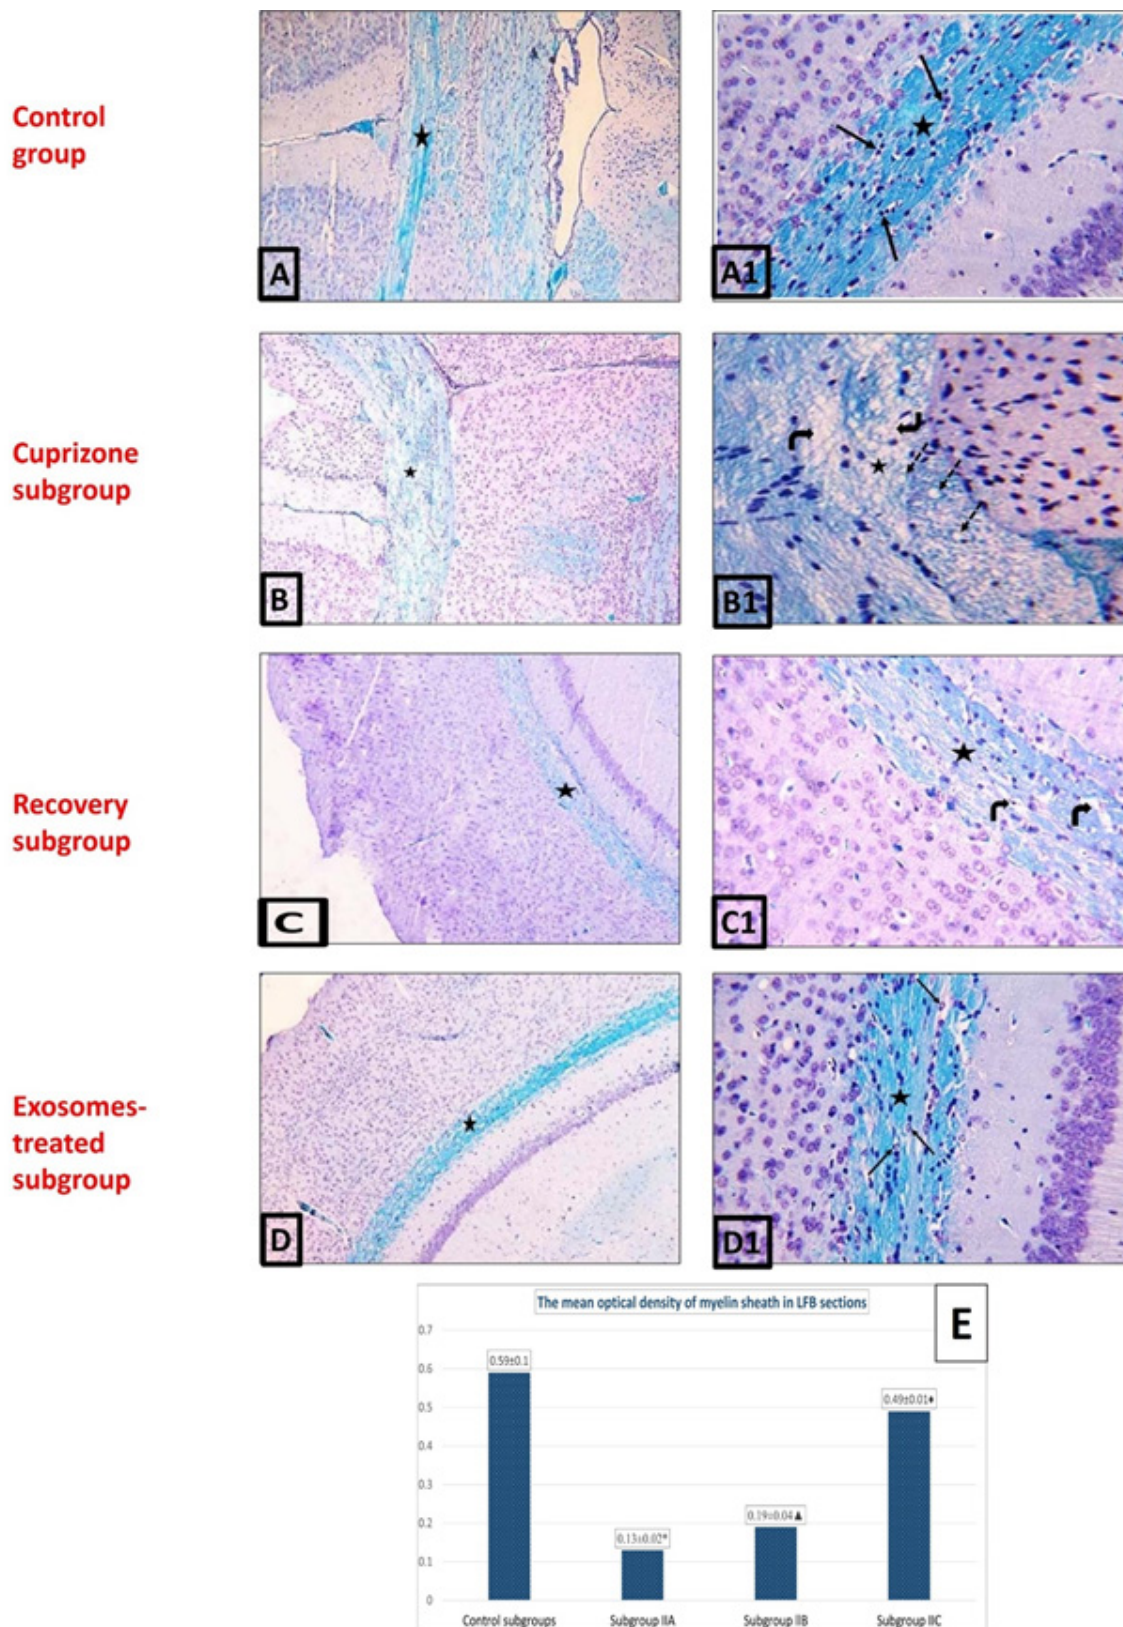 Control
group
A
A1
Cuprizone
subgroup
B
B1
Recovery
subgroup
C
C1
Exosomes-
treated
subgroup
D
D1
The mean optical density of myelin sheath in LFB sections
E
0.7
0.6
0.5
0.4
0.3
0.2
0.1
0
0.59±0.1
0.13±0.02*
0.19±0.04▲
0.49±0.01♦
Control subgroups
Subgroup IIA
Subgroup IIB
Subgroup IIC